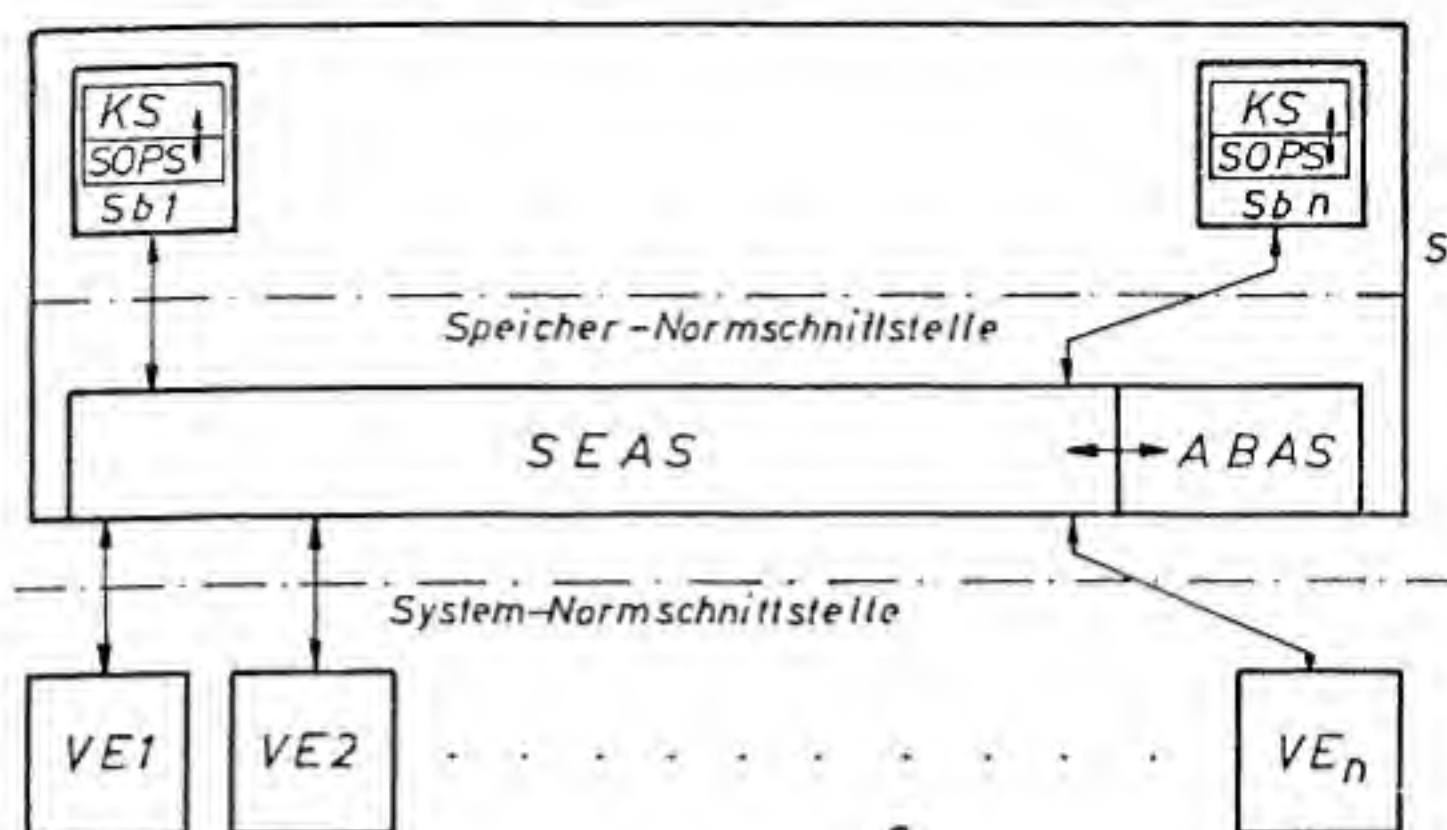 KS
SOPS
Sb1
KS
SOPS
Sb n
S
Speicher-Normschnittstelle
SEAS
ABAS
System-Normschnittstelle
VE1
VE2
VEn